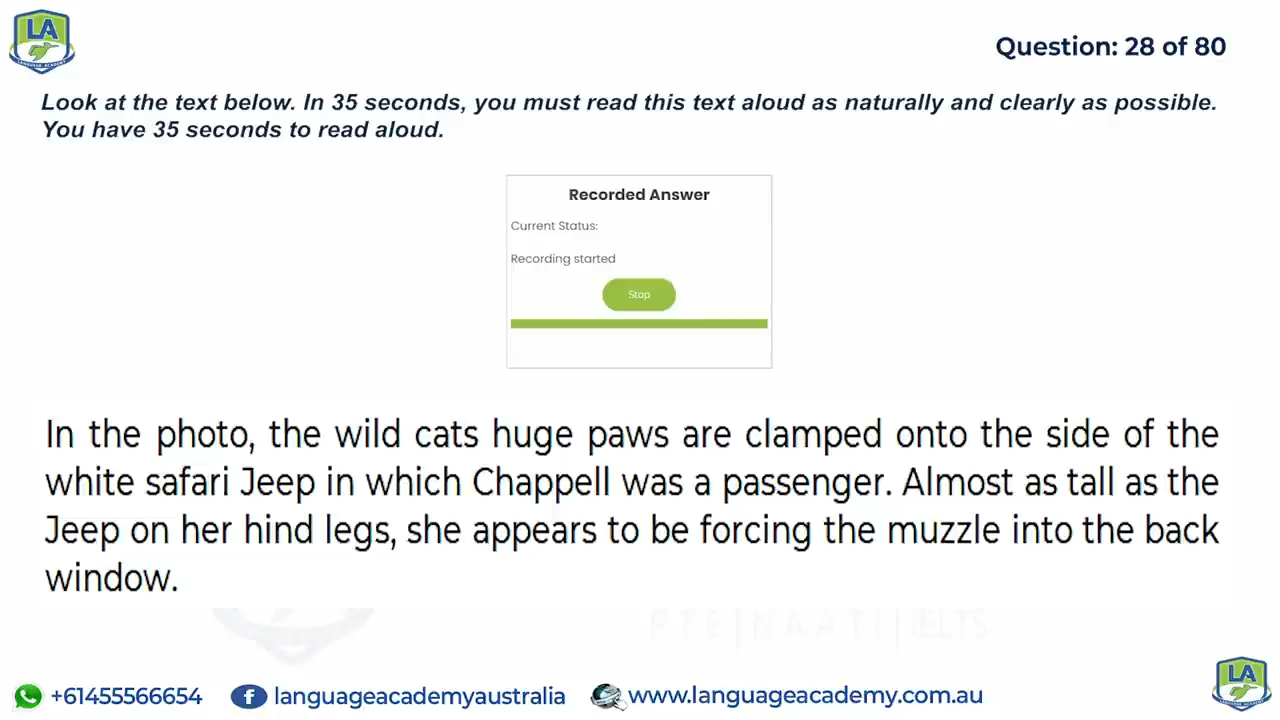 LA
LANGUAGE ACADEMY
Question: 28 of 80
Look at the text below. In 35 seconds, you must read this text aloud as naturally and clearly as possible.
You have 35 seconds to read aloud.
Recorded Answer
Current Status:
Recording started
Stop
In the photo, the wild cats huge paws are clamped onto the side of the
white safari Jeep in which Chappell was a passenger. Almost as tall as the
Jeep on her hind legs, she appears to be forcing the muzzle into the back
window.
PTE | NAATI | IELTS
+61455566654
languageacademyaustralia
www.languageacademy.com.au
LA